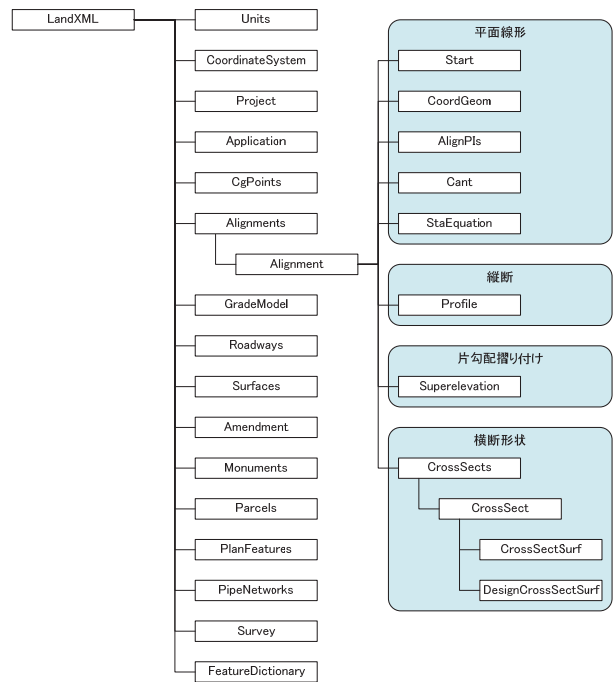 LandXML
Units
CoordinateSystem
Project
Application
CgPoints
Alignments
Alignment
GradeModel
Roadways
Surfaces
Amendment
Monuments
Parcels
PlanFeatures
PipeNetworks
Survey
FeatureDictionary
平面線形
Start
CoordGeom
AlignPIs
Cant
StaEquation
縦断
Profile
片勾配摺り付け
Superelevation
横断形状
CrossSects
CrossSect
CrossSectSurf
DesignCrossSectSurf